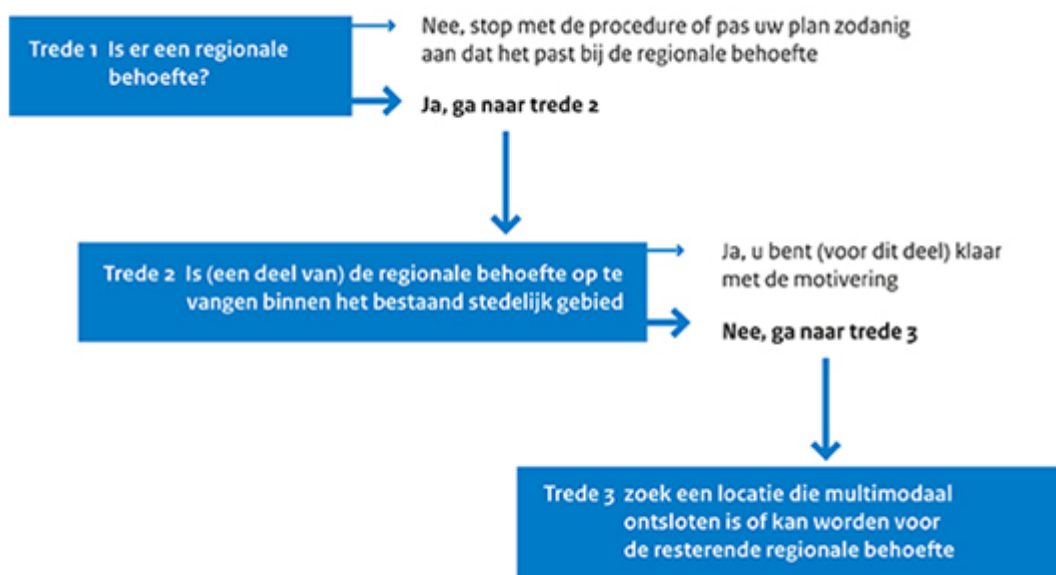 Trede 1 Is er een regionale
behoefte?
Nee, stop met de procedure of pas uw plan zodanig
aan dat het past bij de regionale behoefte
Ja, ga naar trede 2
Trede 2 Is (een deel van) de regionale behoefte op te
vangen binnen het bestaand stedelijk gebied
Ja, u bent (voor dit deel) klaar
met de motivering
Nee, ga naar trede 3
Trede 3 zoek een locatie die multimodaal
ontsloten is of kan worden voor
de resterende regionale behoefte